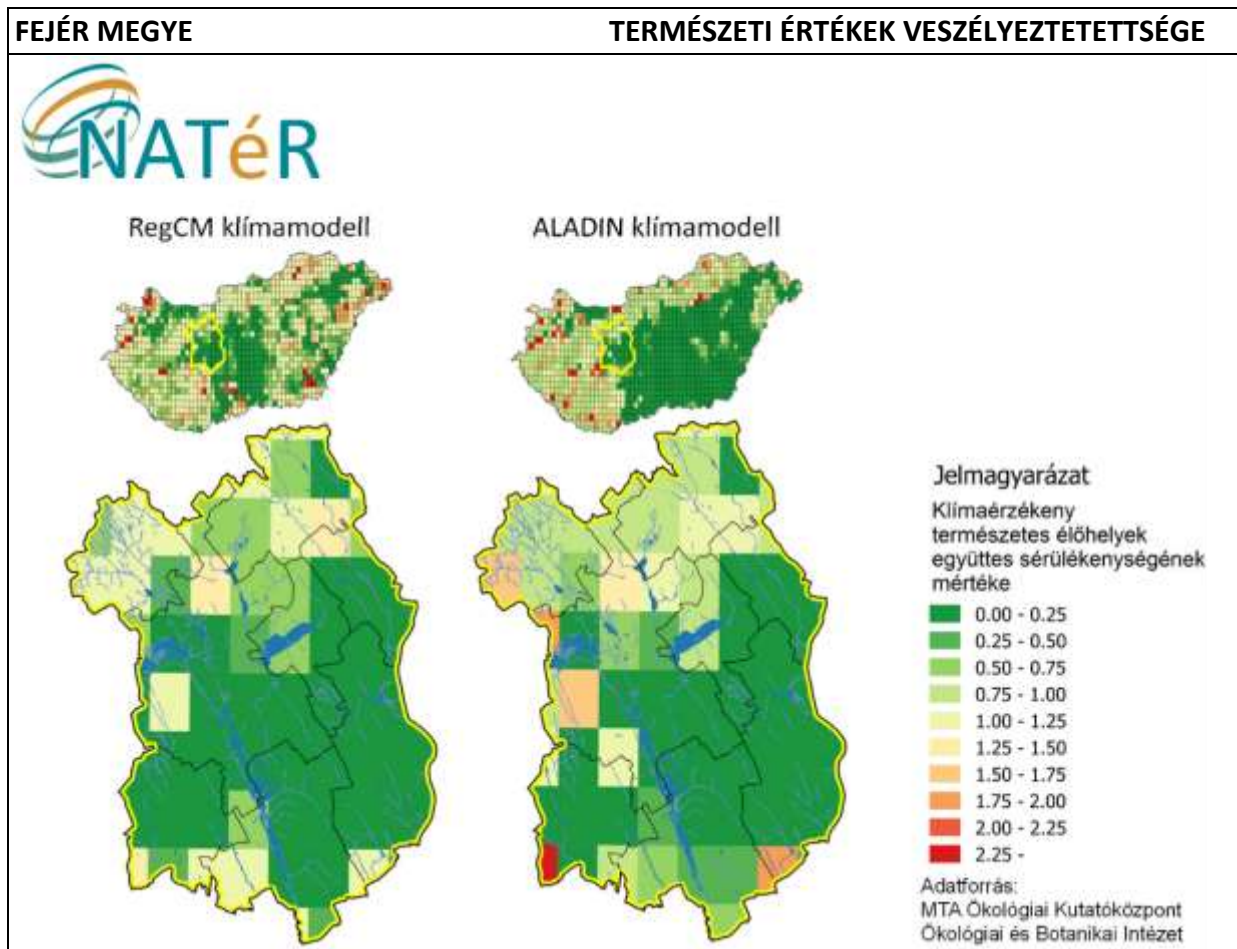 FEJÉR MEGYE
TERMÉSZETI ÉRTÉKEK VESZÉLYEZTETETTSÉGE
NATéR
RegCM klímamodell
ALADIN klímamodell
Jelmagyarázat
Klímaérzékeny
természetes élőhelyek
együttes sérülékenységének
mértéke
0.00 - 0.25
0.25 - 0.50
0.50 - 0.75
0.75 - 1.00
1.00 - 1.25
1.25 - 1.50
1.50 - 1.75
1.75 - 2.00
2.00 - 2.25
2.25 -
Adatforrás:
MTA Ökológiai Kutatóközpont
Ökológiai és Botanikai Intézet